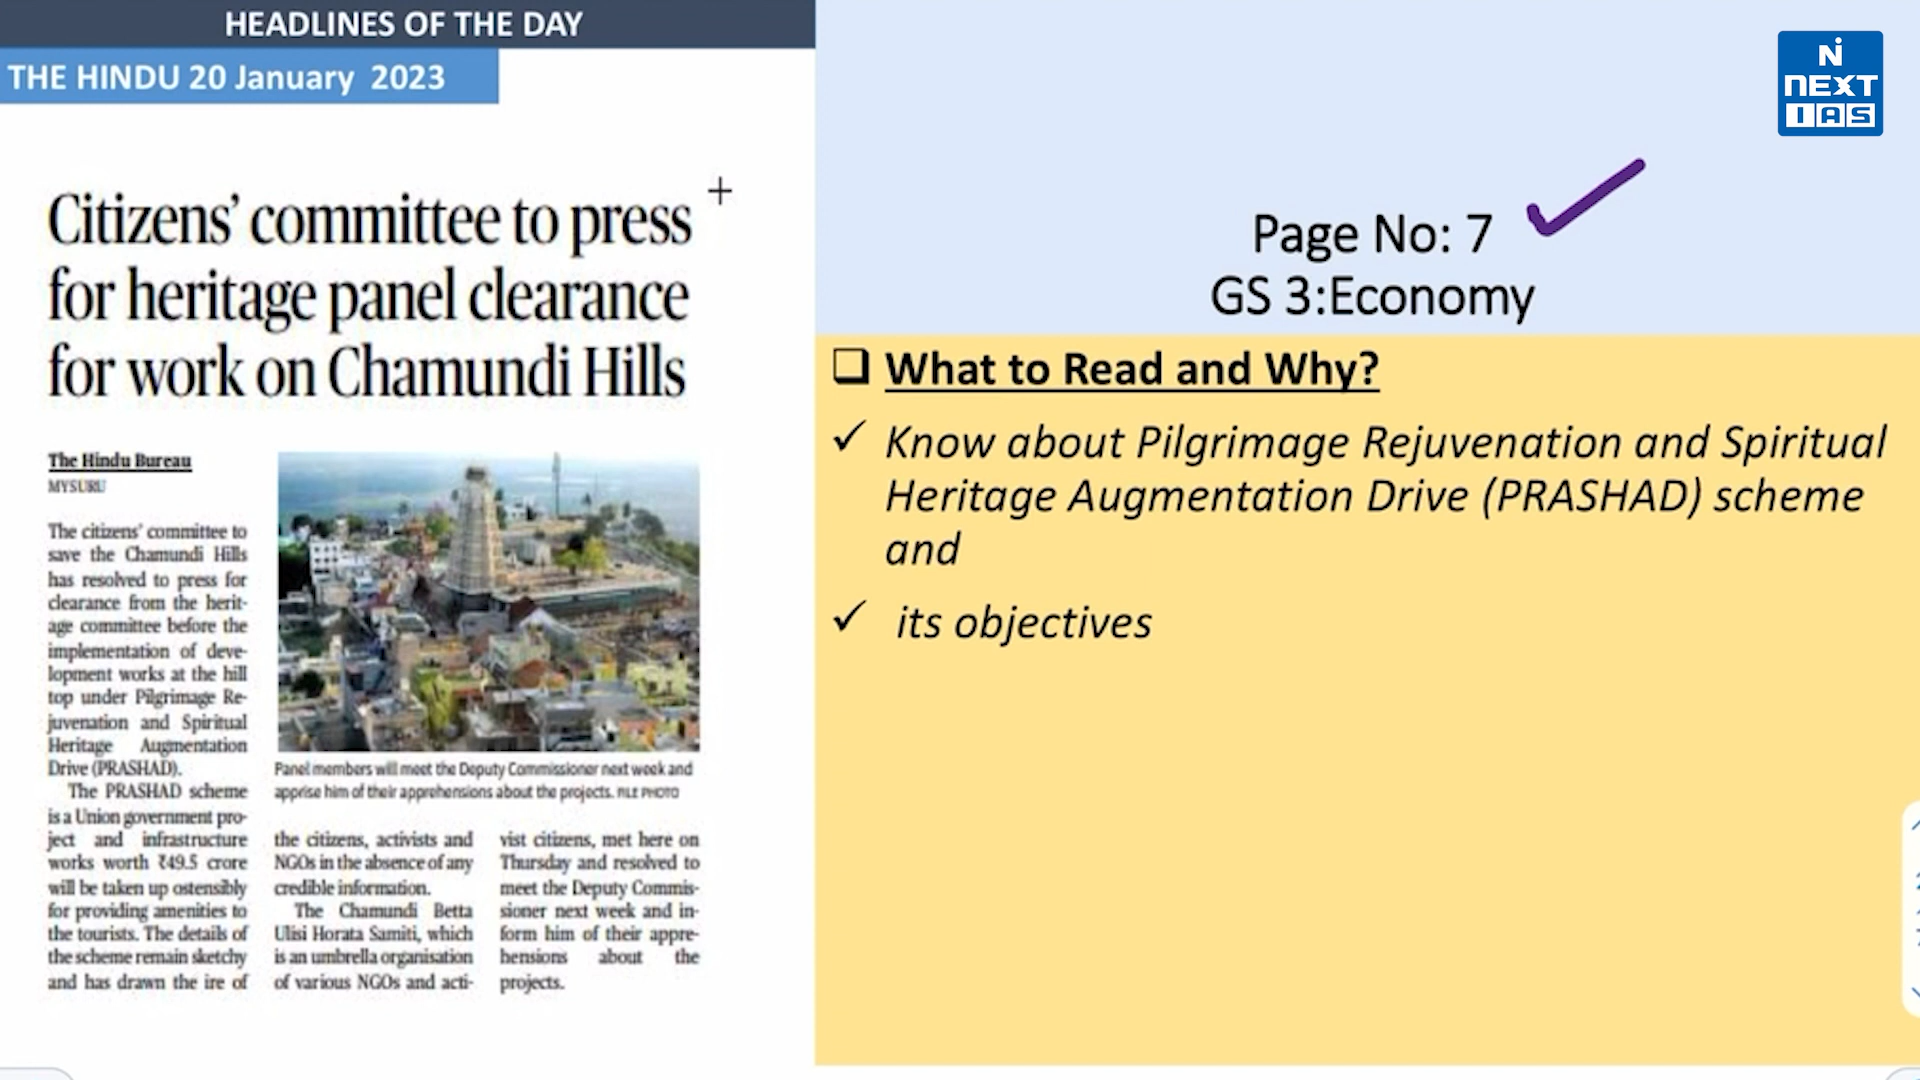 HEADLINES OF THE DAY
THE HINDU 20 January 2023
Citizens' committee to press
for heritage panel clearance
for work on Chamundi Hills
The Hindu Bureau
MYSURU
The citizens' committee to
save the Chamundi Hills
has resolved to press for
clearance from the herit-
age committee before the
implementation of deve-
lopment works at the hill
top under Pilgrimage Re-
juvenation and Spiritual
Heritage Augmentation
Drive (PRASHAD).
The PRASHAD scheme
is a Union government pro-
ject and infrastructure
works worth ₹49.5 crore
will be taken up ostensibly
for providing amenities to
the tourists. The details of
the scheme remain sketchy
and has drawn the ire of
Panel members will meet the Deputy Commissioner next week and
apprise him of their apprehensions about the projects. FILE PHOTO
the citizens, activists and
NGOs in the absence of any
credible information.
The Chamundi Betta
Ulisi Horata Samiti, which
is an umbrella organisation
of various NGOs and acti-
vist citizens, met here on
Thursday and resolved to
meet the Deputy Commis-
sioner next week and in-
form him of their appre-
hensions about the
projects.
N
NEXT
IAS
Page No: 7
GS 3:Economy
What to Read and Why?
Know about Pilgrimage Rejuvenation and Spiritual
Heritage Augmentation Drive (PRASHAD) scheme
and
its objectives